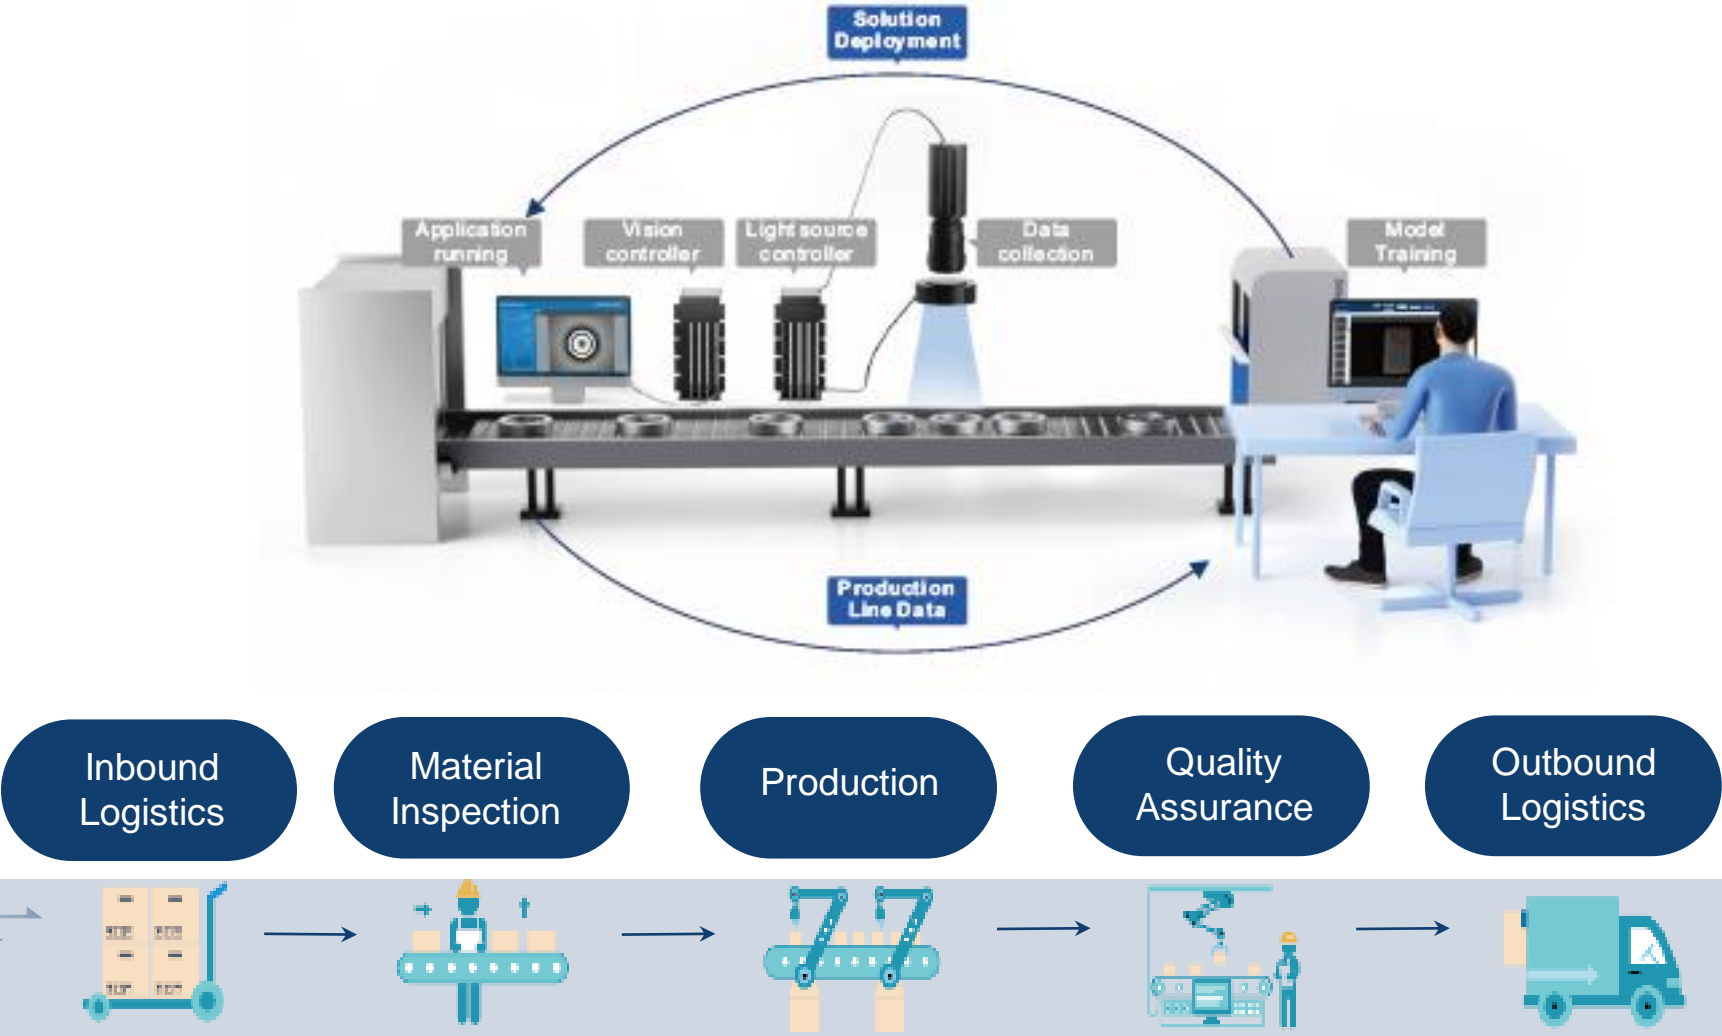 Solution
Deployment
Application
running
Vision
controller
Light source
controller
Data
collection
Model
Training
Production
Line Data
Inbound
Logistics
Material
Inspection
Production
Quality
Assurance
Outbound
Logistics